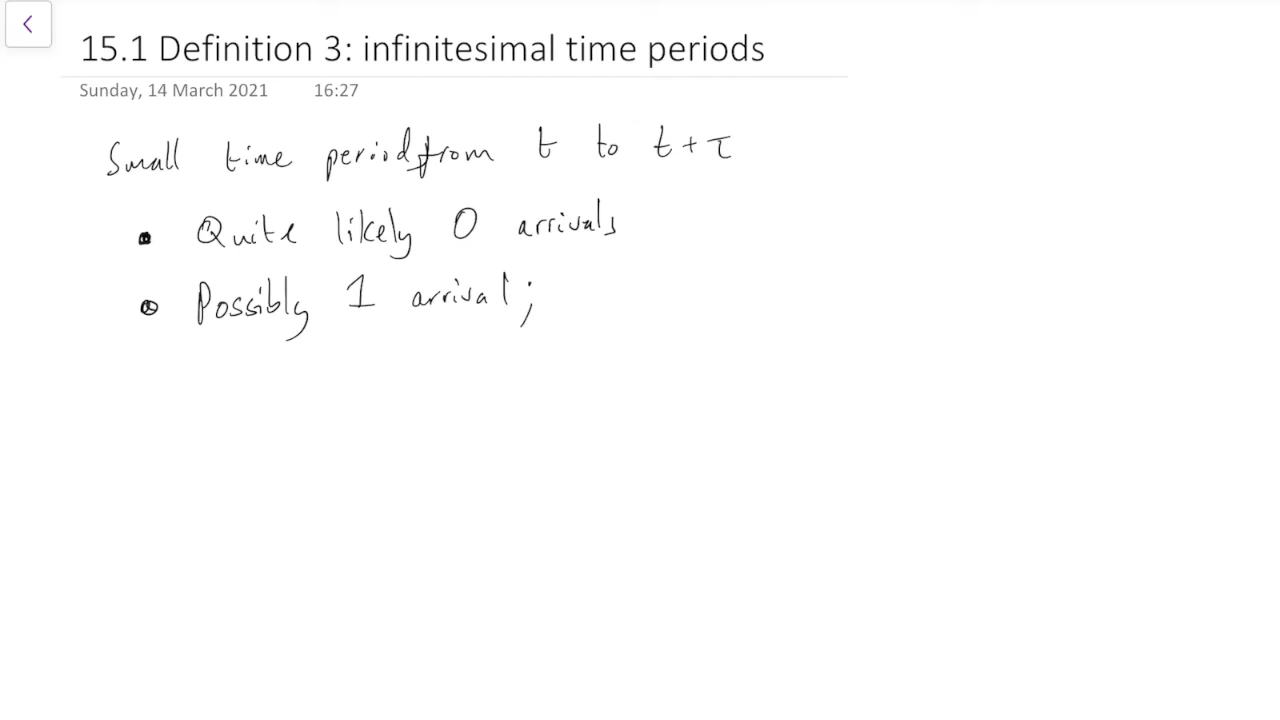 15.1 Definition 3: infinitesimal time periods
Sunday, 14 March 2021 16:27
Small time period from t to t+τ
• Quite likely 0 arrivals
• Possibly 1 arrival;